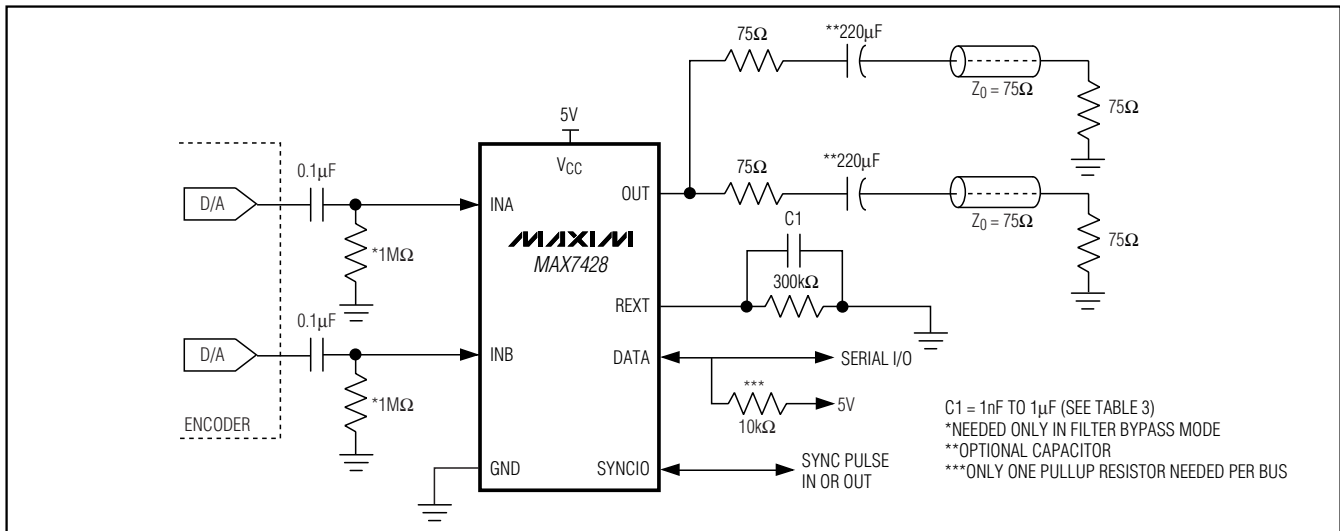 75Ω
**220μF
Z0 = 75Ω
75Ω
5V
VCC
0.1μF
D/A
INA
*1MΩ
OUT
75Ω
**220μF
Z0 = 75Ω
75Ω
MAXIM
MAX7428
C1
300kΩ
REXT
0.1μF
D/A
INB
*1MΩ
ENCODER
DATA
SERIAL I/O
***
10kΩ
5V
GND
SYNCIO
SYNC PULSE
IN OR OUT
C1 = 1nF TO 1μF (SEE TABLE 3)
*NEEDED ONLY IN FILTER BYPASS MODE
**OPTIONAL CAPACITOR
***ONLY ONE PULLUP RESISTOR NEEDED PER BUS